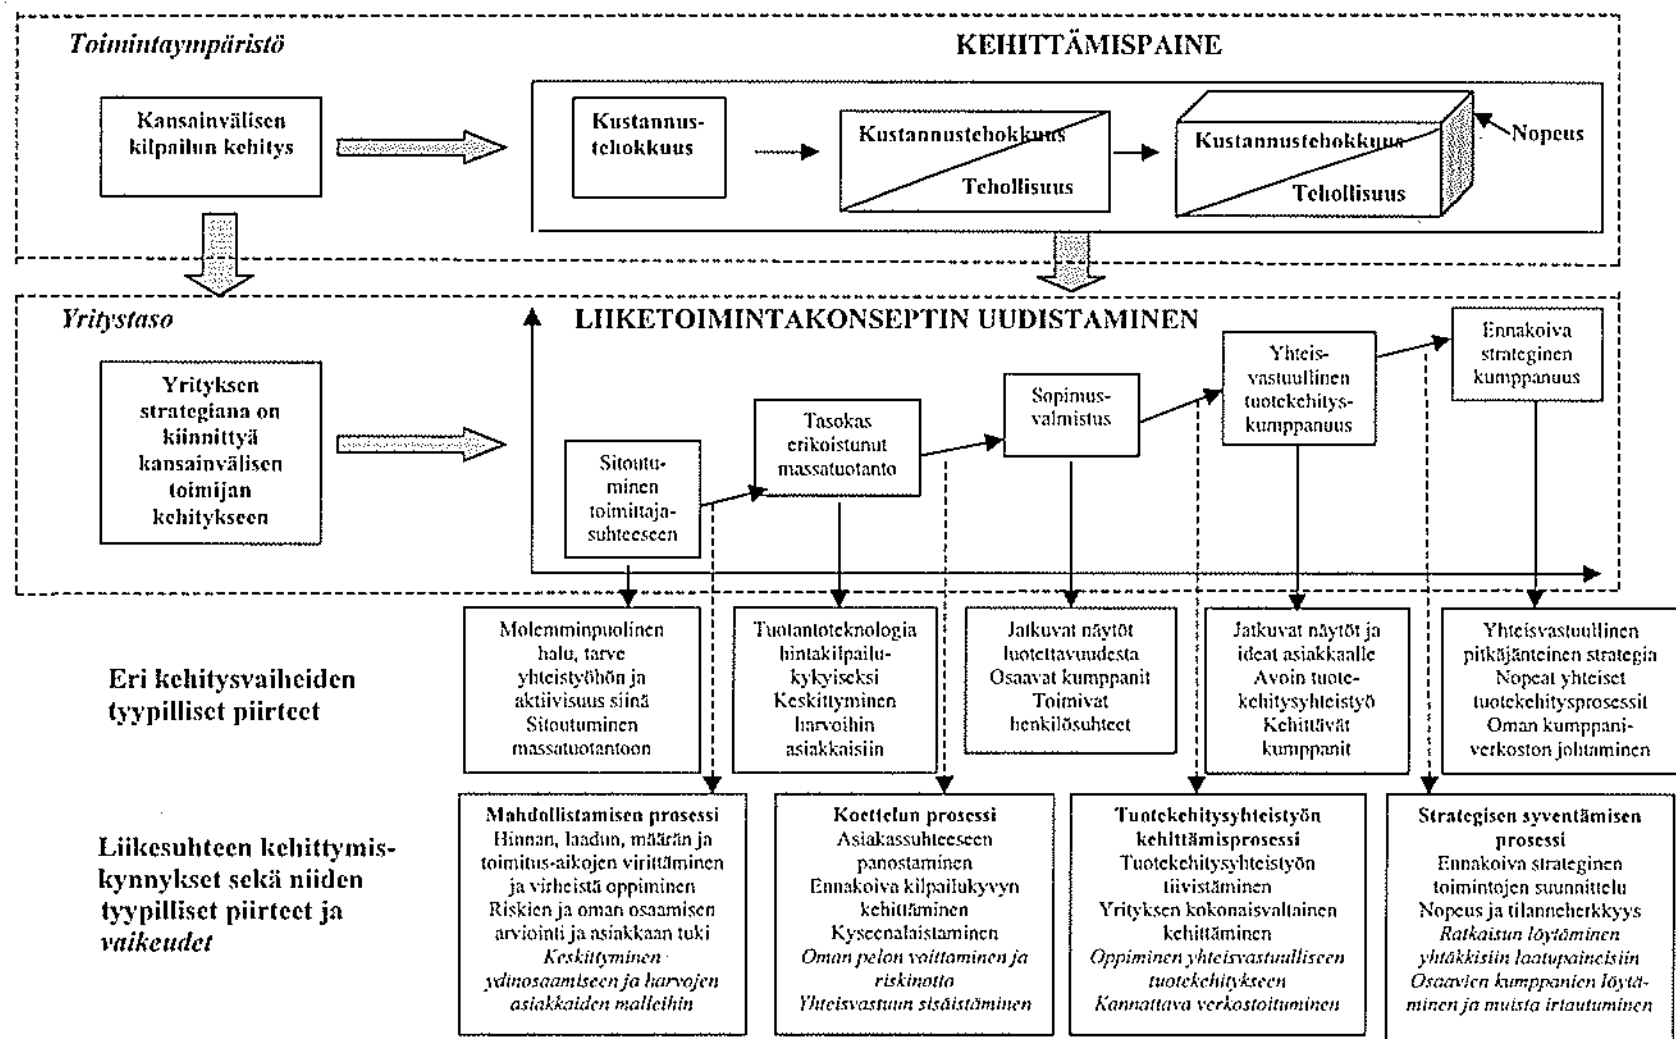 Toimintaympäristö
KEHITTÄMISPAINE
Kansainvälisen
kilpailun kehitys
Kustannus-
tehokkuus
Kustannustehokkuus
Tehollisuus
Kustannustehokkuus
Tehollisuus
Nopeus
Yritystaso
LIIKETOIMINTAKONSEPTIN UUDISTAMINEN
Yrityksen
strategiana on
kiinnittyä
kansainvälisen
toimijan
kehitykseen
Sitoutu-
minen
toimittaja-
suhteeseen
Tasokas
erikoistunut
massatuotanto
Sopimus-
valmistus
Yhteis-
vastuullinen
tuotekehitys-
kumppanuus
Ennakoiva
strateginen
kumppanuus
Eri kehitysvaiheiden
tyypilliset piirteet
Molemminpuolinen
halu, tarve
yhteistyöhön ja
aktiivisuus siinä
Sitoutuminen
massatuotantoon
Tuotantoteknologia
hintakilpailu-
kykyiseksi
Keskittyminen
harvoihin
asiakkaisiin
Jatkuvat näytöt
luotettavuudesta
Osaavat kumppanit
Toimivat
henkilösuhteet
Jatkuvat näytöt ja
ideat asiakkaalle
Avoin tuote-
kehitysyhteistyö
Kehittävät
kumppanit
Yhteisvastuullinen
pitkäjänteinen strategia
Nopeat yhteiset
tuotekehitysprosessit
Oman kumppani-
verkoston johtaminen
Liikesuhteen kehittymis-
kynnykset sekä niiden
tyypilliset piirteet ja
vaikeudet
Mahdollistamisen prosessi
Hinnan, laadun, määrän ja
toimitus-aikojen virittäminen
ja virheistä oppiminen
Riskien ja oman osaamisen
arviointi ja asiakkaan tuki
Keskittyminen
ydinosaamiseen ja harvojen
asiakkaiden malleihin
Koettelun prosessi
Asiakassuhteeseen
panostaminen
Ennakoiva kilpailukyvyn
kehittäminen
Kyseenalaistaminen
Oman pelon voittaminen ja
riskinotto
Yhteisvastuun sisäistäminen
Tuotekehitysyhteistyön
kehittämisprosessi
Tuotekehitysyhteistyön
tiivistäminen
Yrityksen kokonaisvaltainen
kehittäminen
Oppiminen yhteisvastuulliseen
tuotekehitykseen
Kannattava verkostoituminen
Strategisen syventämisen
prosessi
Ennakoiva strateginen
toimintojen suunnittelu
Nopeus ja tilanneherkkyys
Ratkaisun löytäminen
yhtäkkisiin laatupaineisiin
Osaavien kumppanien löytä-
minen ja muista irtautuminen